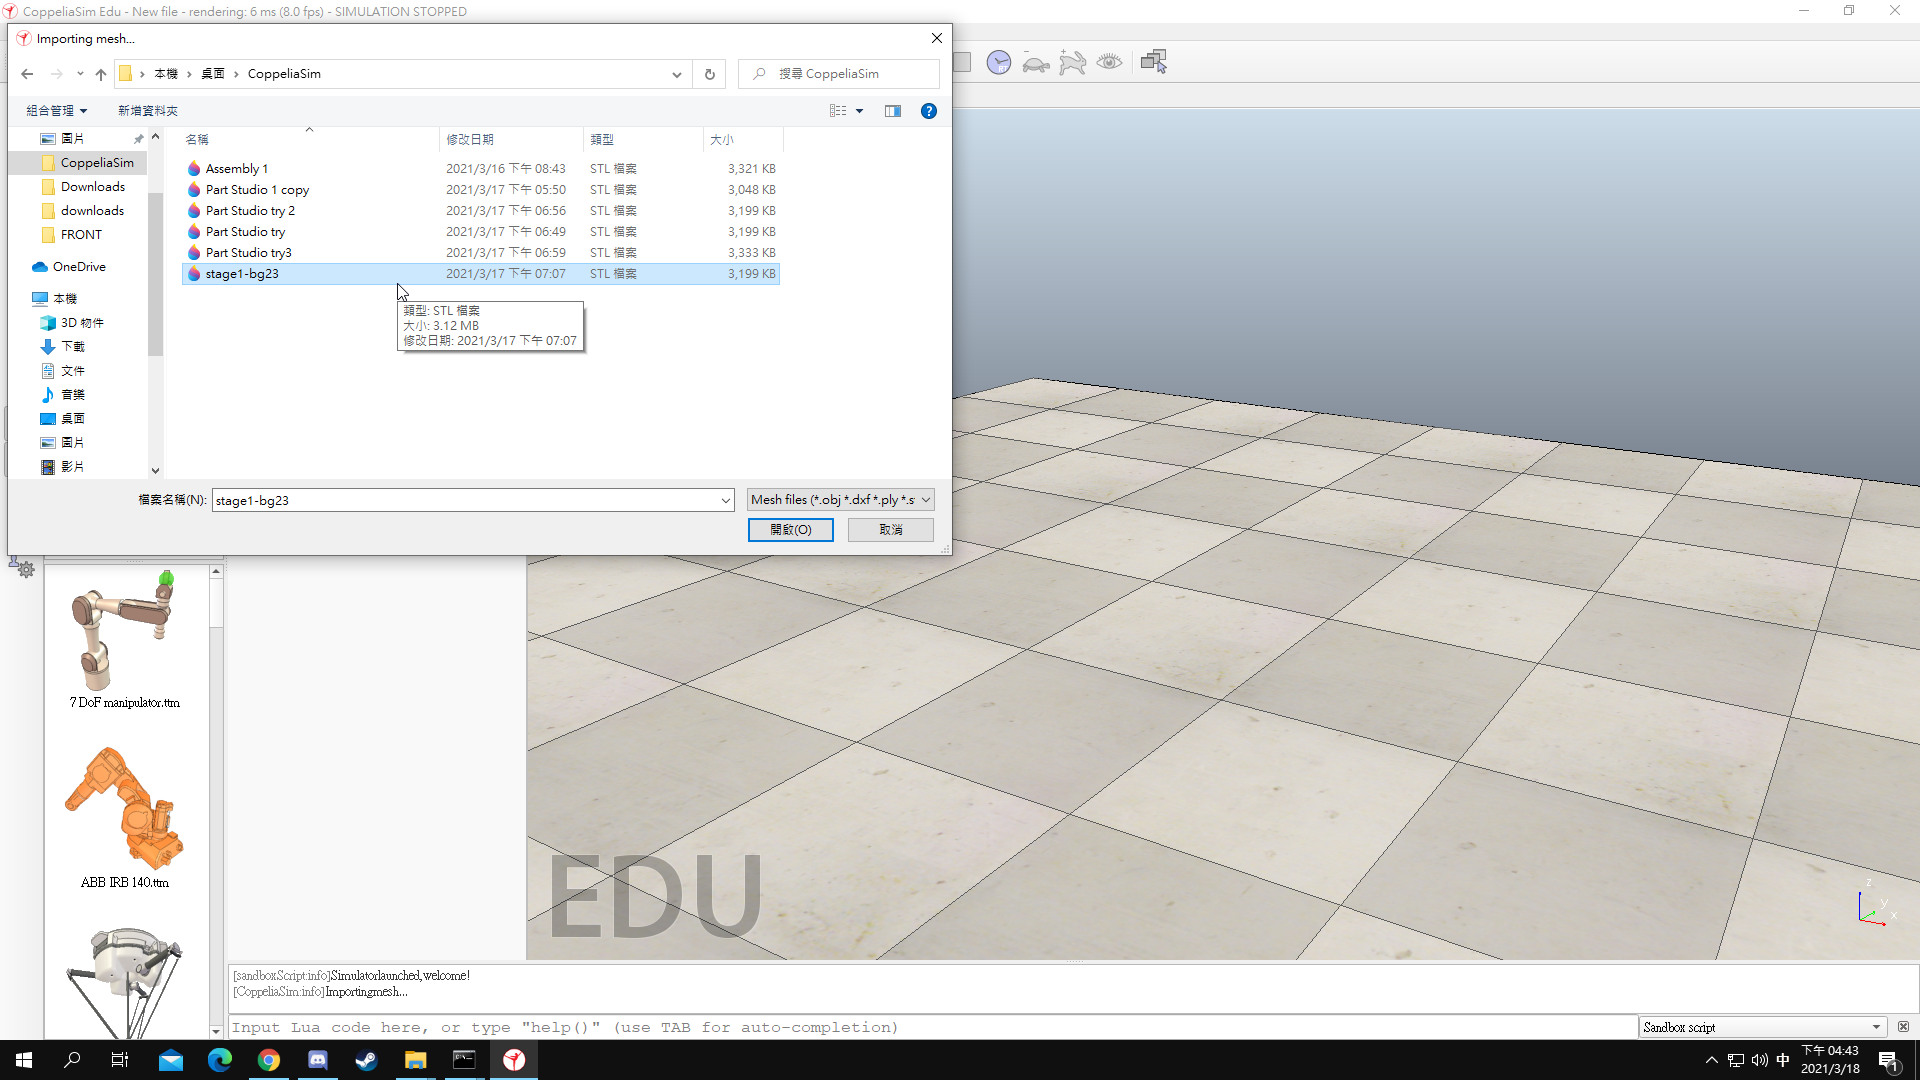 CoppeliaSim Edu - New file - rendering: 6 ms (8.0 fps) - SIMULATION STOPPED
Importing mesh...
本機 › 桌面 › CoppeliaSim
搜尋 CoppeliaSim
組合管理
新增資料夾
圖片
CoppeliaSim
Downloads
downloads
FRONT
OneDrive
本機
3D 物件
下載
文件
音樂
桌面
圖片
影片
名稱 修改日期 類型 大小
Assembly 1 2021/3/16 下午 08:43 STL 檔案 3,321 KB
Part Studio 1 copy 2021/3/17 下午 05:50 STL 檔案 3,048 KB
Part Studio try 2 2021/3/17 下午 06:56 STL 檔案 3,199 KB
Part Studio try 2021/3/17 下午 06:49 STL 檔案 3,199 KB
Part Studio try3 2021/3/17 下午 06:59 STL 檔案 3,333 KB
stage1-bg23 2021/3/17 下午 07:07 STL 檔案 3,199 KB
類型: STL 檔案
大小: 3.12 MB
修改日期: 2021/3/17 下午 07:07
檔案名稱(N): stage1-bg23
Mesh files (*.obj *.dxf *.ply *.s
開啟(O)
取消
7 DoF manipulator.ttm
ABB IRB 140.ttm
EDU
z
y
x
[sandboxScript:info]Simulatorlaunched,welcome!
[CoppeliaSim:info]Importingmesh...
Input Lua code here, or type "help()" (use TAB for auto-completion)
Sandbox script
中
下午 04:43
2021/3/18
1